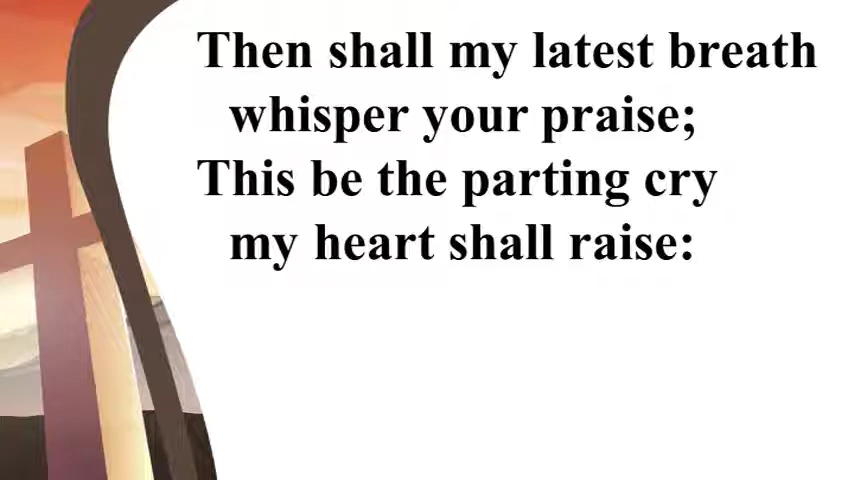 Then shall my latest breath
whisper your praise;
This be the parting cry
my heart shall raise: